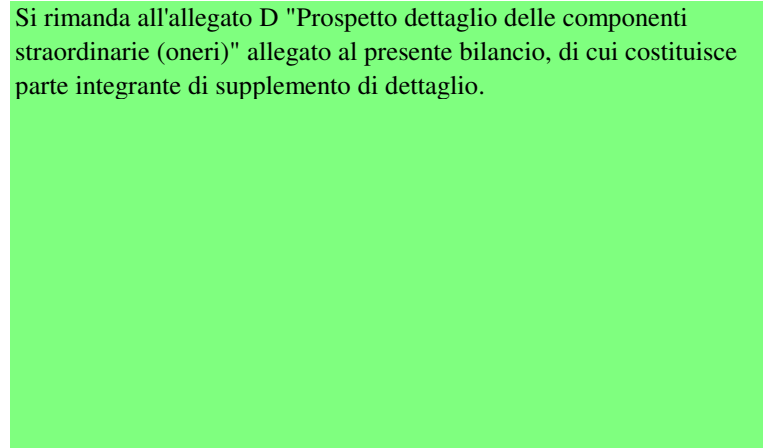 Si rimanda all'allegato D "Prospetto dettaglio delle componenti
straordinarie (oneri)" allegato al presente bilancio, di cui costituisce
parte integrante di supplemento di dettaglio.